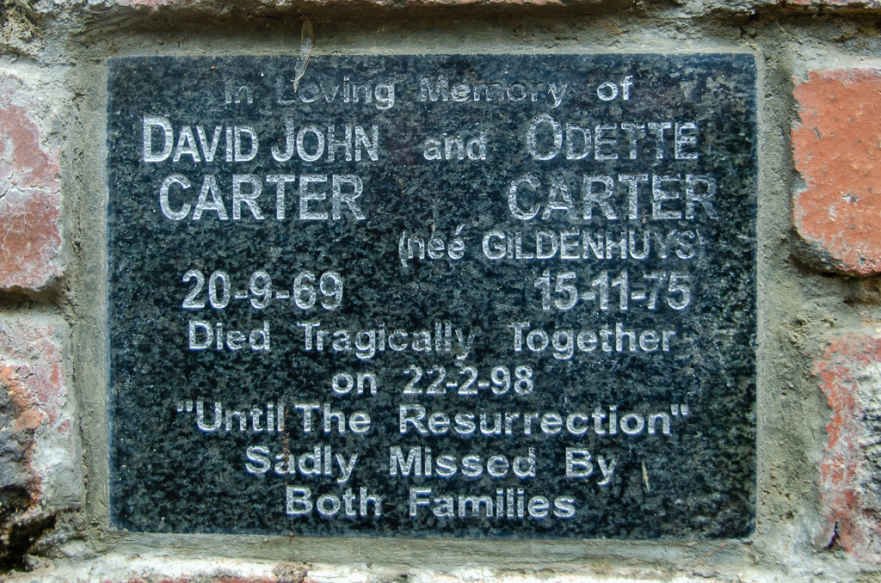 In Loving Memory of
DAVID JOHN and ODETTE
CARTER CARTER
(neé GILDENHUYS)
20-9-69 15-11-75
Died Tragically Together
on 22-2-98
"Until The Resurrection"
Sadly Missed By
Both Families